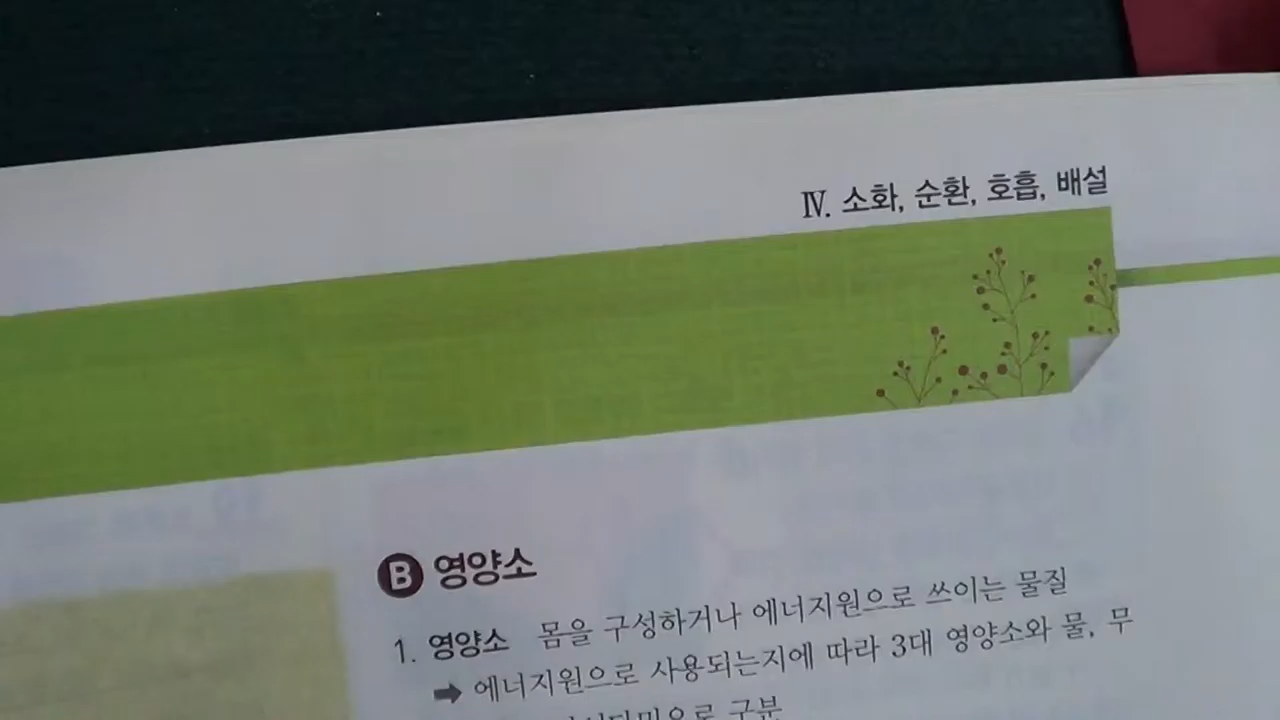 Ⅳ. 소화, 순환, 호흡, 배설
B 영양소
1. 영양소 몸을 구성하거나 에너지원으로 쓰이는 물질
➡ 에너지원으로 사용되는지에 따라 3대 영양소와 물, 무
구분